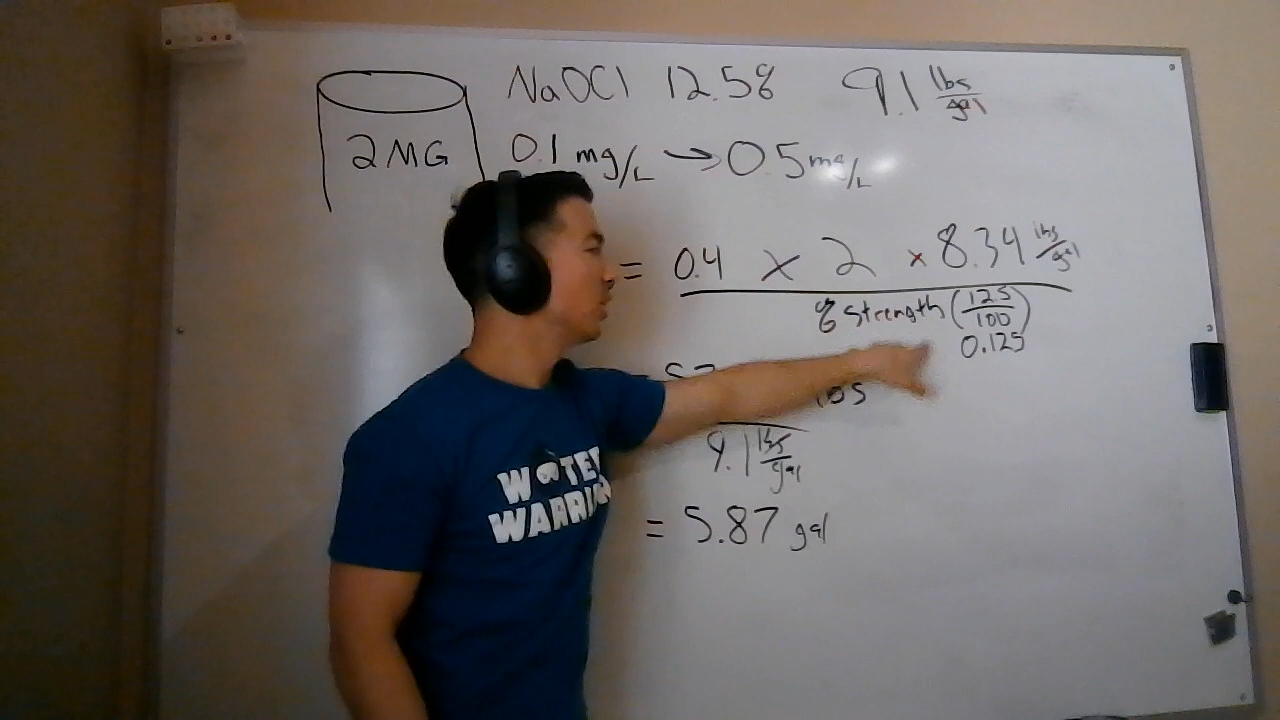 NaOCl 12.5% 9.1 lbs/gal
2MG 0.1 mg/L → 0.5 mg/L
= 0.4 x 2 x 8.34 lbs/gal
% strength (12.5/100)
0.125
lbs
9.1 lbs/gal
= 5.87 gal
WATER
WARRIOR